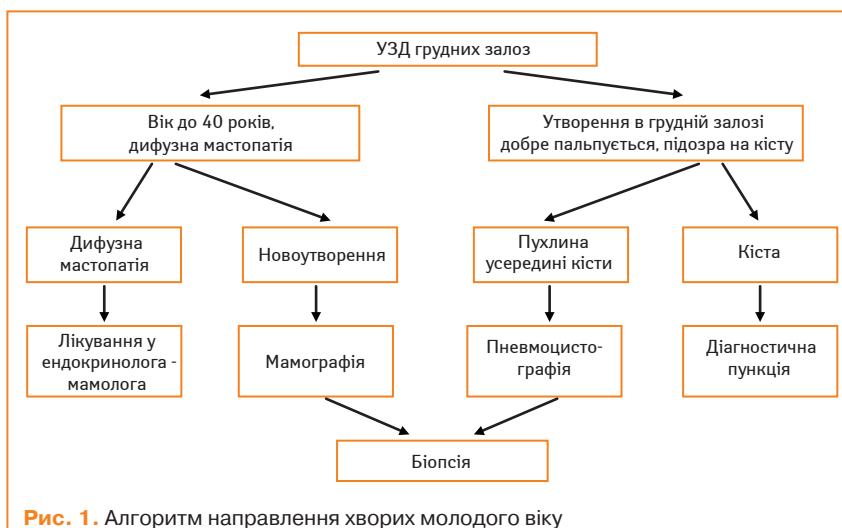 УЗД грудних залоз
Вік до 40 років,
дифузна мастопатія
Утворення в грудній залозі
добре пальпується, підозра на кісту
Дифузна
мастопатія
Новоутворення
Пухлина
усередині кісти
Кіста
Лікування у
ендокринолога -
мамолога
Мамографія
Пневмоцисто-
графія
Діагностична
пункція
Біопсія
Рис. 1. Алгоритм направлення хворих молодого віку